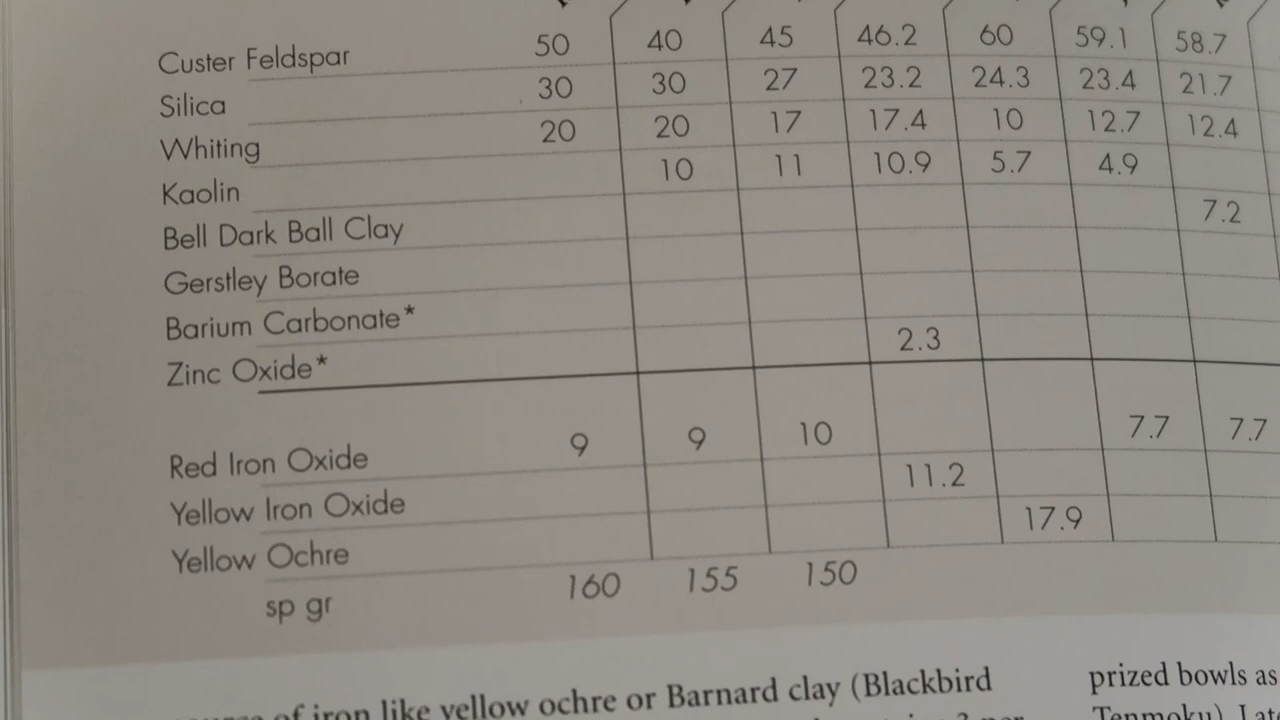 Custer Feldspar 50 40 45 46.2 60 59.1 58.7
Silica 30 30 27 23.2 24.3 23.4 21.7
Whiting 20 20 17 17.4 10 12.7 12.4
Kaolin 10 11 10.9 5.7 4.9
Bell Dark Ball Clay 7.2
Gerstley Borate
Barium Carbonate*
Zinc Oxide* 2.3
Red Iron Oxide 9 9 10 7.7 7.7
Yellow Iron Oxide 11.2
Yellow Ochre 17.9
sp gr 160 155 150
of iron like yellow ochre or Barnard clay (Blackbird
prized bowls as
Tenmoku)